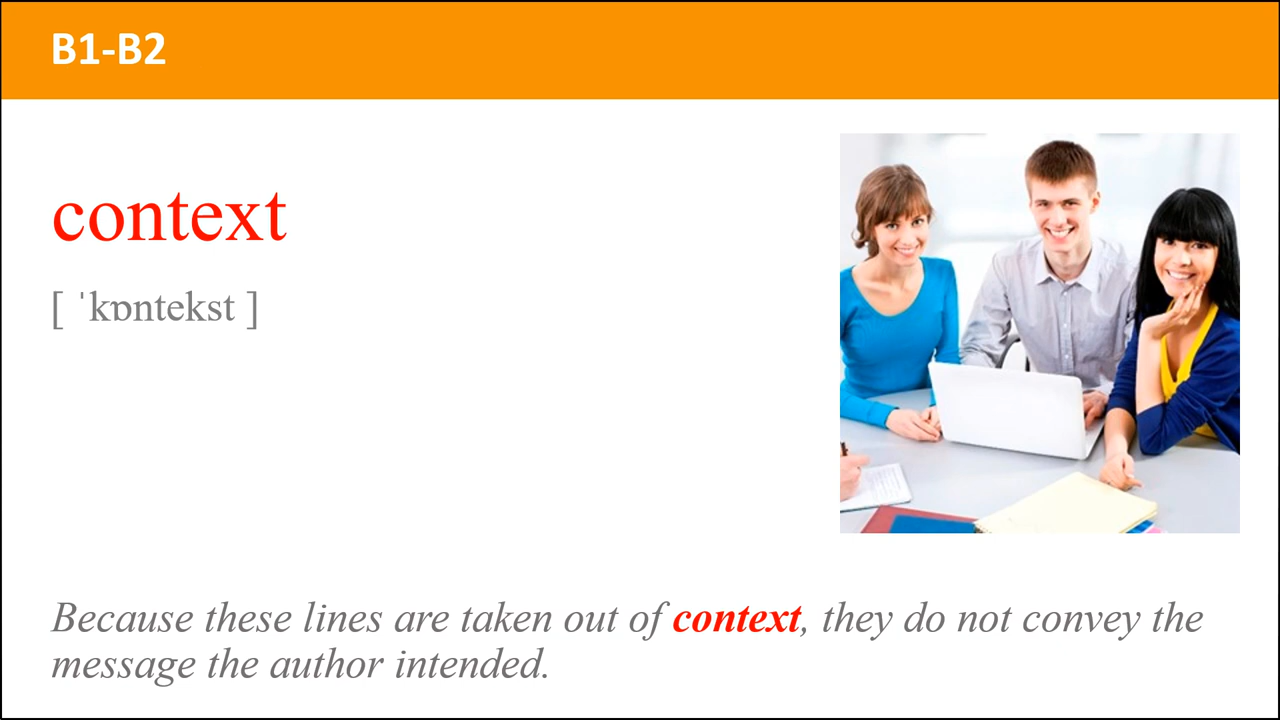 B1-B2
context
[ ˈkɒntekst ]
Because these lines are taken out of context, they do not convey the
message the author intended.